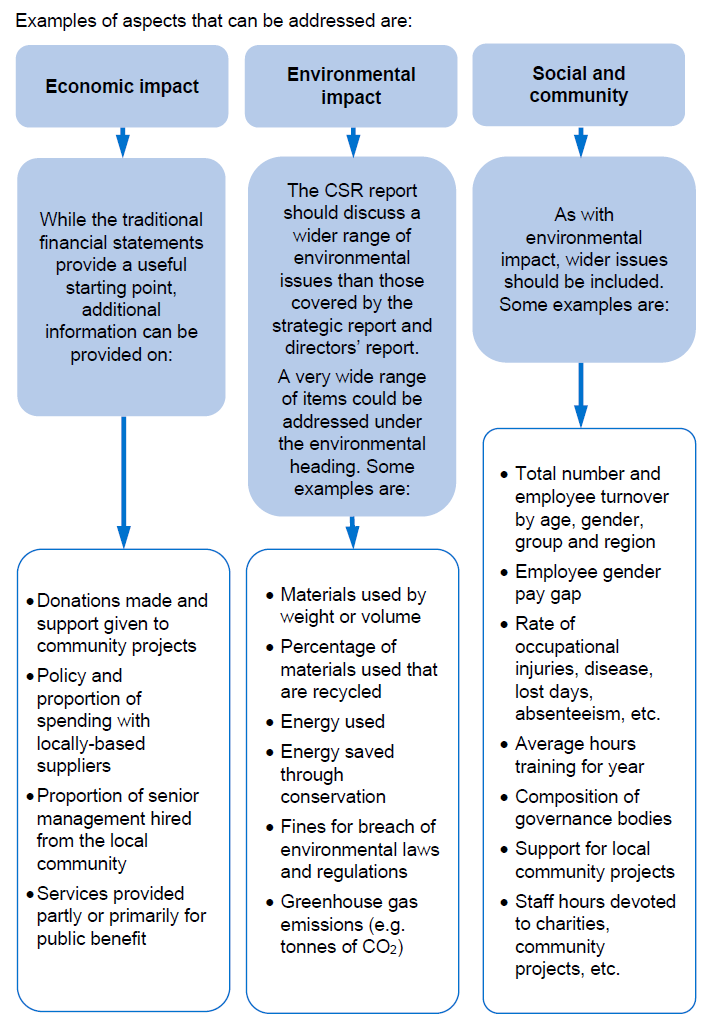 Examples of aspects that can be addressed are:
Economic impact
While the traditional
financial statements
provide a useful
starting point,
additional
information can be
provided on:
• Donations made and
support given to
community projects
• Policy and
proportion of
spending with
locally-based
suppliers
• Proportion of senior
management hired
from the local
community
• Services provided
partly or primarily for
public benefit
Environmental
impact
The CSR report
should discuss a
wider range of
environmental
issues than those
covered by the
strategic report and
directors’ report.
A very wide range
of items could be
addressed under
the environmental
heading. Some
examples are:
• Materials used by
weight or volume
• Percentage of
materials used that
are recycled
• Energy used
• Energy saved
through
conservation
• Fines for breach of
environmental laws
and regulations
• Greenhouse gas
emissions (e.g.
tonnes of CO₂)
Social and
community
As with
environmental
impact, wider issues
should be included.
Some examples are:
• Total number and
employee turnover
by age, gender,
group and region
• Employee gender
pay gap
• Rate of
occupational
injuries, disease,
lost days,
absenteeism, etc.
• Average hours
training for year
• Composition of
governance bodies
• Support for local
community projects
• Staff hours devoted
to charities,
community
projects, etc.